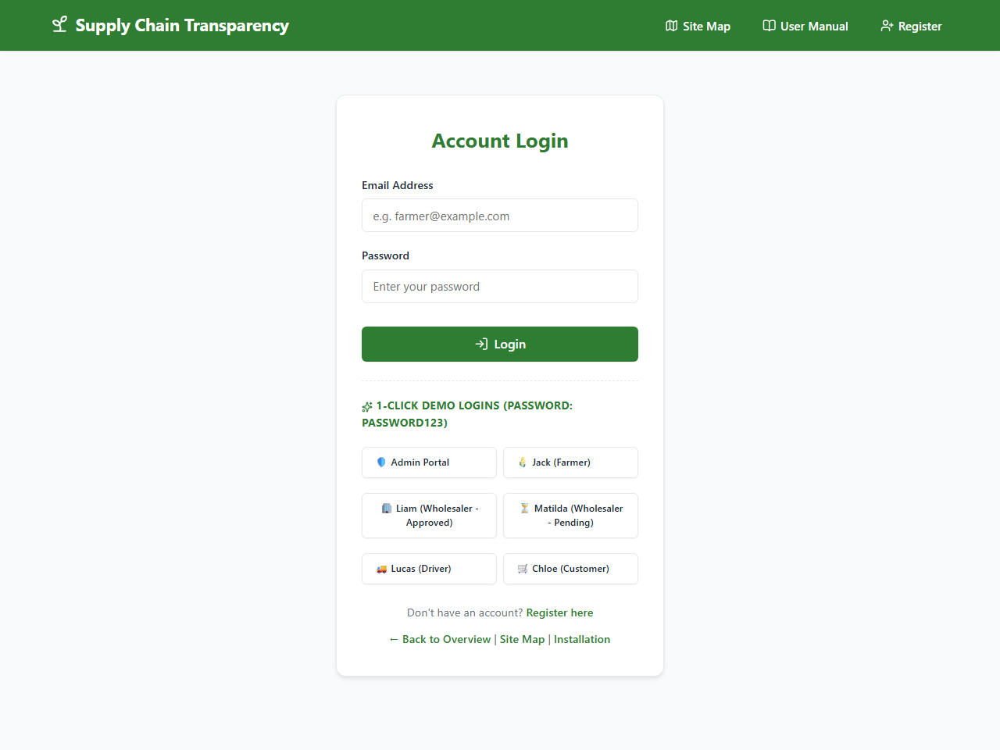 Supply Chain Transparency
Site Map
User Manual
Register
Account Login
Email Address
e.g. farmer@example.com
Password
Enter your password
Login
1-CLICK DEMO LOGINS (PASSWORD:
PASSWORD123)
Admin Portal
Jack (Farmer)
Liam (Wholesaler -
Approved)
Matilda (Wholesaler
- Pending)
Lucas (Driver)
Chloe (Customer)
Don't have an account? Register here
← Back to Overview | Site Map | Installation